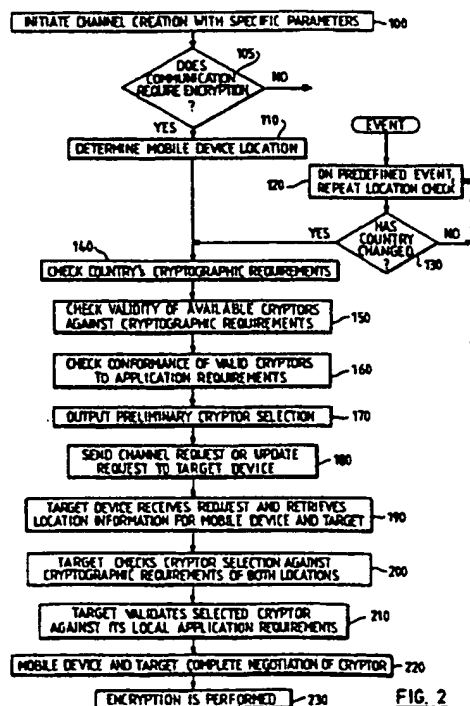 INITIATE CHANNEL CREATION WITH SPECIFIC PARAMETERS
100
DOES
COMMUNICATION
REQUIRE ENCRYPTION
?
105
NO
YES
110
DETERMINE MOBILE DEVICE LOCATION
EVENT
120
ON PREDEFINED EVENT,
REPEAT LOCATION CHECK
HAS
COUNTRY
CHANGED
?
YES
NO
130
140
CHECK COUNTRY'S CRYPTOGRAPHIC REQUIREMENTS
CHECK VALIDITY OF AVAILABLE CRYPTORS
AGAINST CRYPTOGRAPHIC REQUIREMENTS
150
CHECK CONFORMANCE OF VALID CRYPTORS
TO APPLICATION REQUIREMENTS
160
OUTPUT PRELIMINARY CRYPTOR SELECTION
170
SEND CHANNEL REQUEST OR UPDATE
REQUEST TO TARGET DEVICE
180
TARGET DEVICE RECEIVES REQUEST AND RETRIEVES
LOCATION INFORMATION FOR MOBILE DEVICE AND TARGET
190
TARGET CHECKS CRYPTOR SELECTION AGAINST
CRYPTOGRAPHIC REQUIREMENTS OF BOTH LOCATIONS
200
TARGET VALIDATES SELECTED CRYPTOR
AGAINST ITS LOCAL APPLICATION REQUIREMENTS
210
MOBILE DEVICE AND TARGET COMPLETE NEGOTIATION OF CRYPTOR
220
ENCRYPTION IS PERFORMED
230
FIG. 2